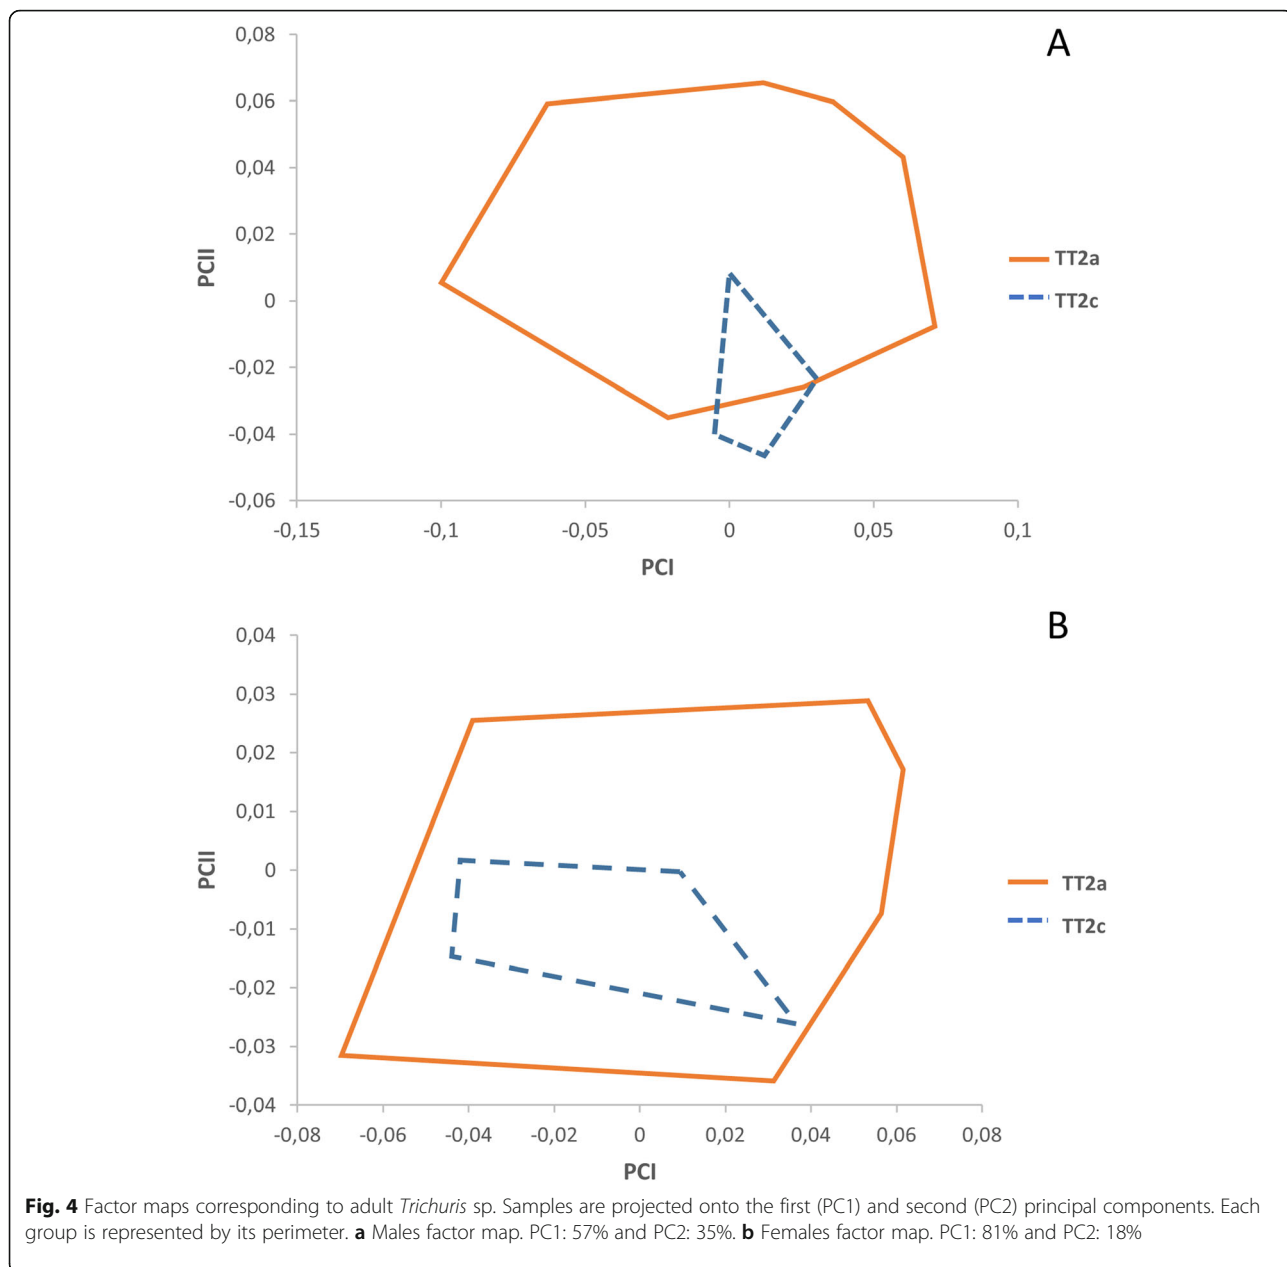 A
0,08
0,06
0,04
0,02
0
-0,02
-0,04
-0,06
PCII
-0,15 -0,1 -0,05 0 0,05 0,1
PCI
TT2a
TT2c
B
0,04
0,03
0,02
0,01
0
-0,01
-0,02
-0,03
-0,04
PCII
-0,08 -0,06 -0,04 -0,02 0 0,02 0,04 0,06 0,08
PCI
TT2a
TT2c
Fig. 4 Factor maps corresponding to adult Trichuris sp. Samples are projected onto the first (PC1) and second (PC2) principal components. Each
group is represented by its perimeter. a Males factor map. PC1: 57% and PC2: 35%. b Females factor map. PC1: 81% and PC2: 18%